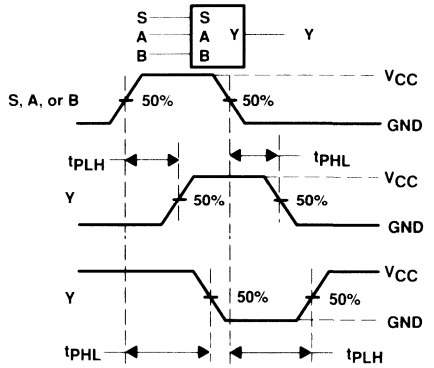 S S
A A Y Y
B B
VCC
S, A, or B 50% 50%
GND
tPLH tPHL
VCC
Y 50% 50%
GND
VCC
Y 50% 50%
GND
tPHL tPLH